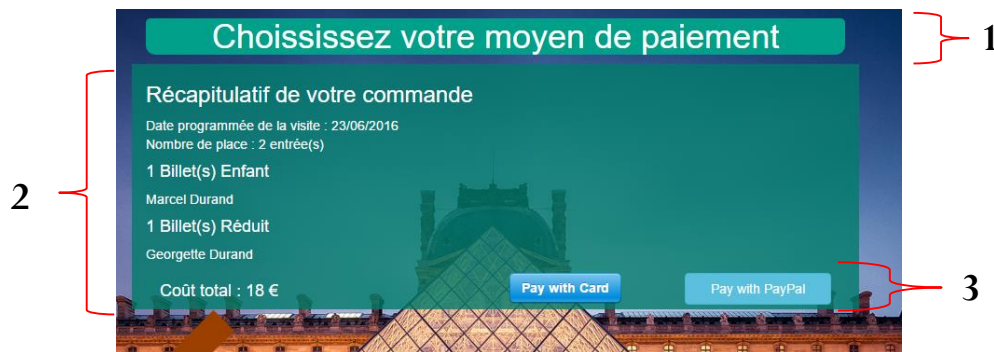 Choississez votre moyen de paiement
1
Récapitulatif de votre commande
Date programmée de la visite : 23/06/2016
Nombre de place : 2 entrée(s)
1 Billet(s) Enfant
2
Marcel Durand
1 Billet(s) Réduit
Georgette Durand
Coût total : 18 €
Pay with Card
Pay with PayPal
3